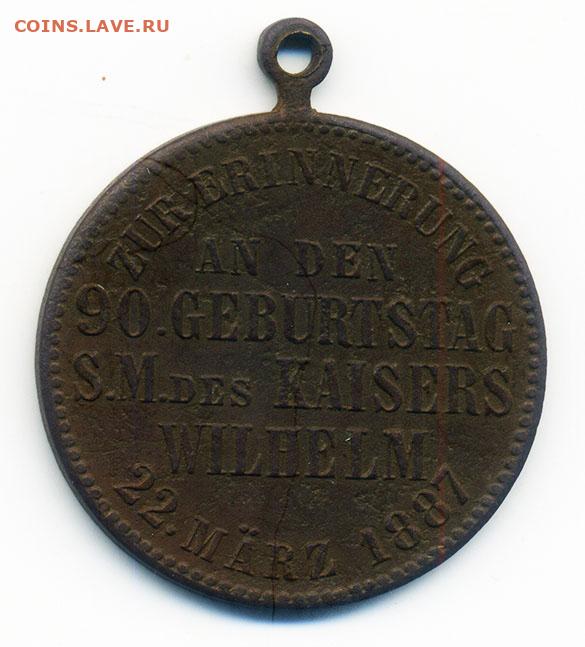 COINS.LAVE.RU
ZUR ERINNERUNG
AN DEN
90. GEBURTSTAG
S.M. DES KAISERS
WILHELM
22. MÄRZ 1887